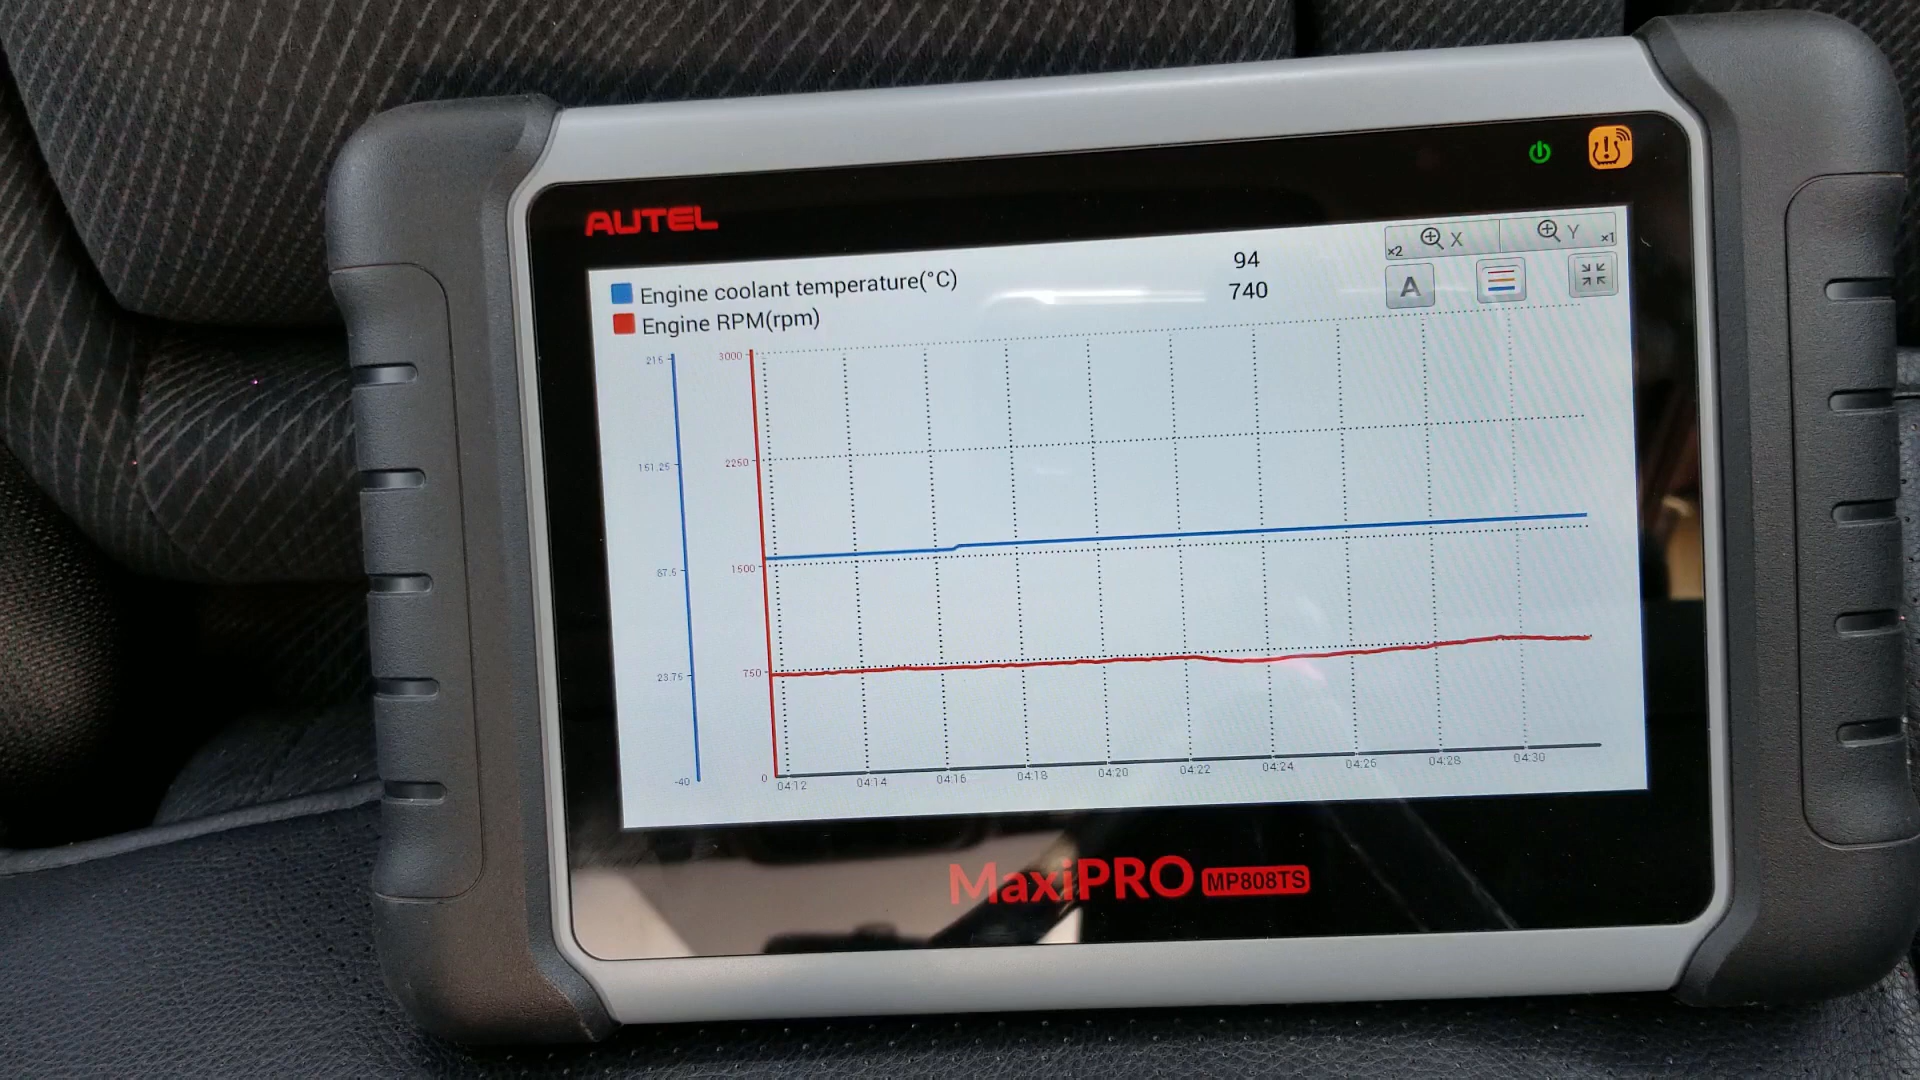 AUTEL
x2 X Y x1
Engine coolant temperature(°C) 94
Engine RPM(rpm) 740
A
215 3000
151.25 2250
87.5 1500
23.75 750
-40 0
04:12 04:14 04:16 04:18 04:20 04:22 04:24 04:26 04:28 04:30
MaxiPRO MP808TS